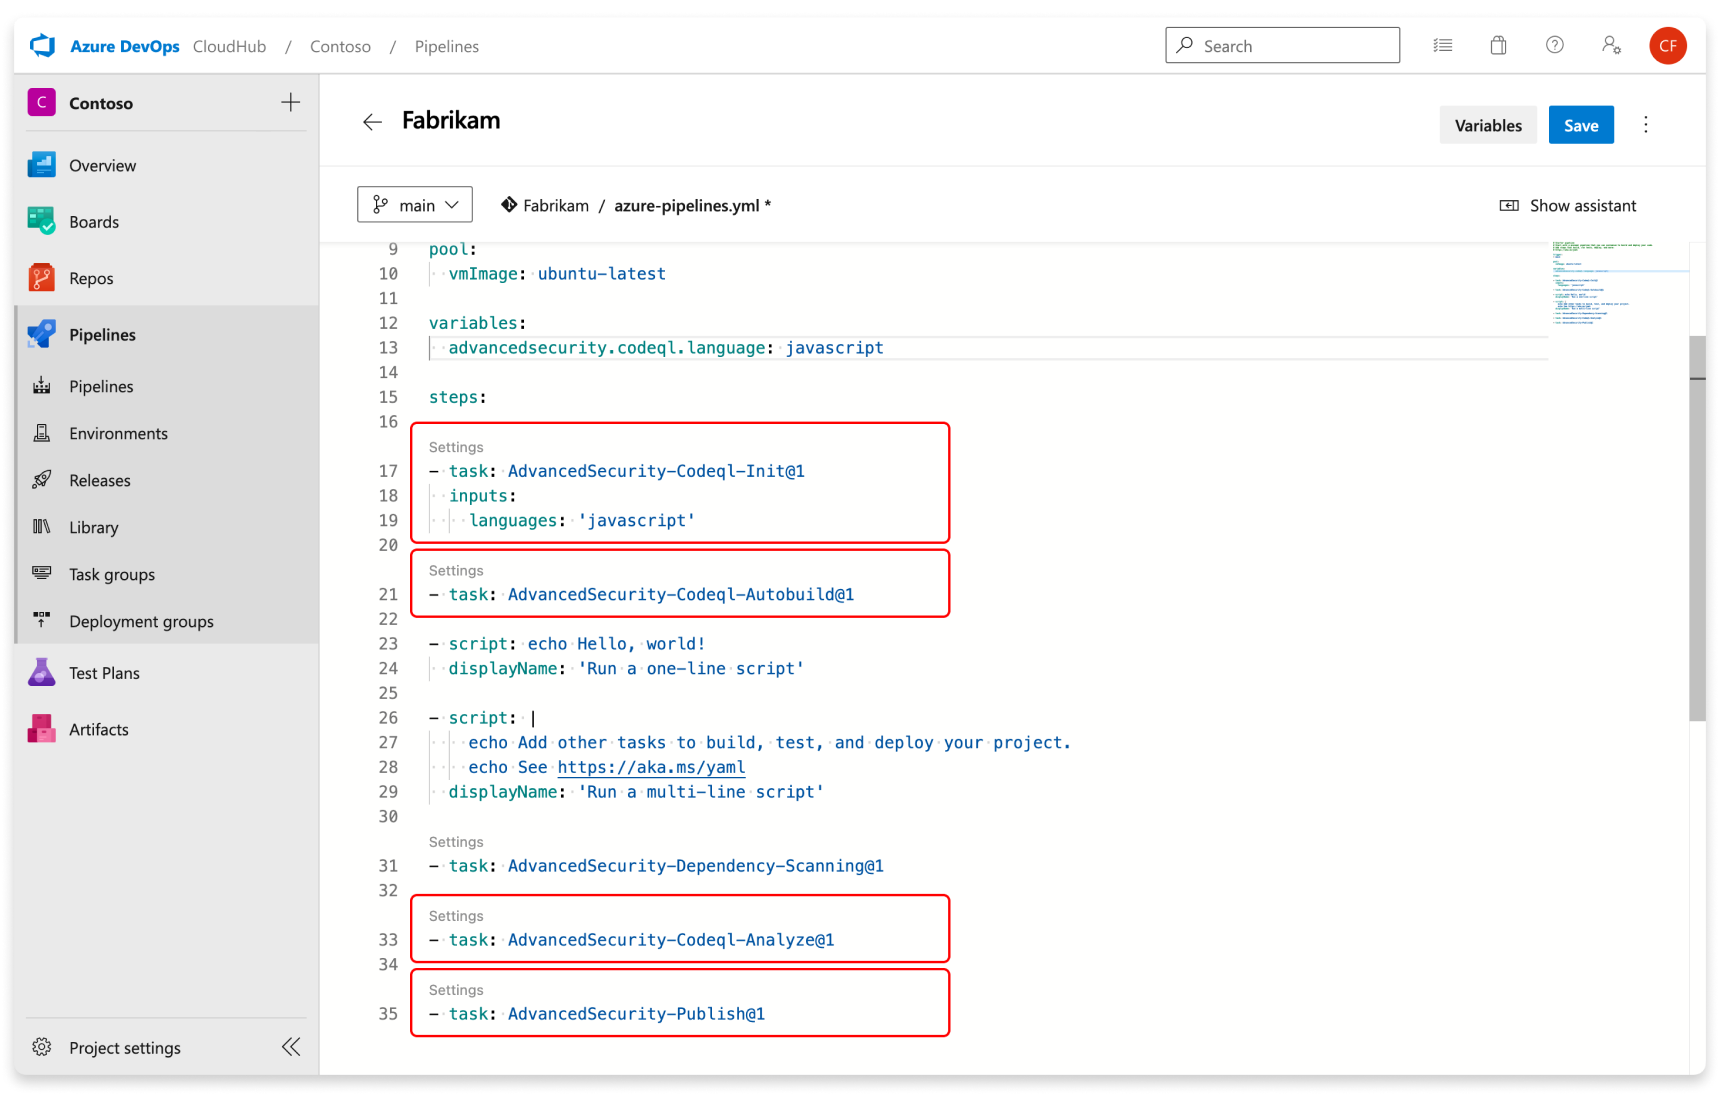 Azure DevOps CloudHub / Contoso / Pipelines
Search
CF
C Contoso
Overview
Boards
Repos
Pipelines
Pipelines
Environments
Releases
Library
Task groups
Deployment groups
Test Plans
Artifacts
Project settings
Fabrikam
Variables
Save
main
Fabrikam / azure-pipelines.yml *
Show assistant
9 pool:
10 vmImage: ubuntu-latest
11
12 variables:
13 advancedsecurity.codeql.language: javascript
14
15 steps:
16
Settings
17 - task: AdvancedSecurity-Codeql-Init@1
18 inputs:
19 languages: 'javascript'
20
Settings
21 - task: AdvancedSecurity-Codeql-Autobuild@1
22
23 - script: echo Hello, world!
24 displayName: 'Run a one-line script'
25
26 - script: |
27 echo Add other tasks to build, test, and deploy your project.
28 echo See https://aka.ms/yaml
29 displayName: 'Run a multi-line script'
30
Settings
31 - task: AdvancedSecurity-Dependency-Scanning@1
32
Settings
33 - task: AdvancedSecurity-Codeql-Analyze@1
34
Settings
35 - task: AdvancedSecurity-Publish@1